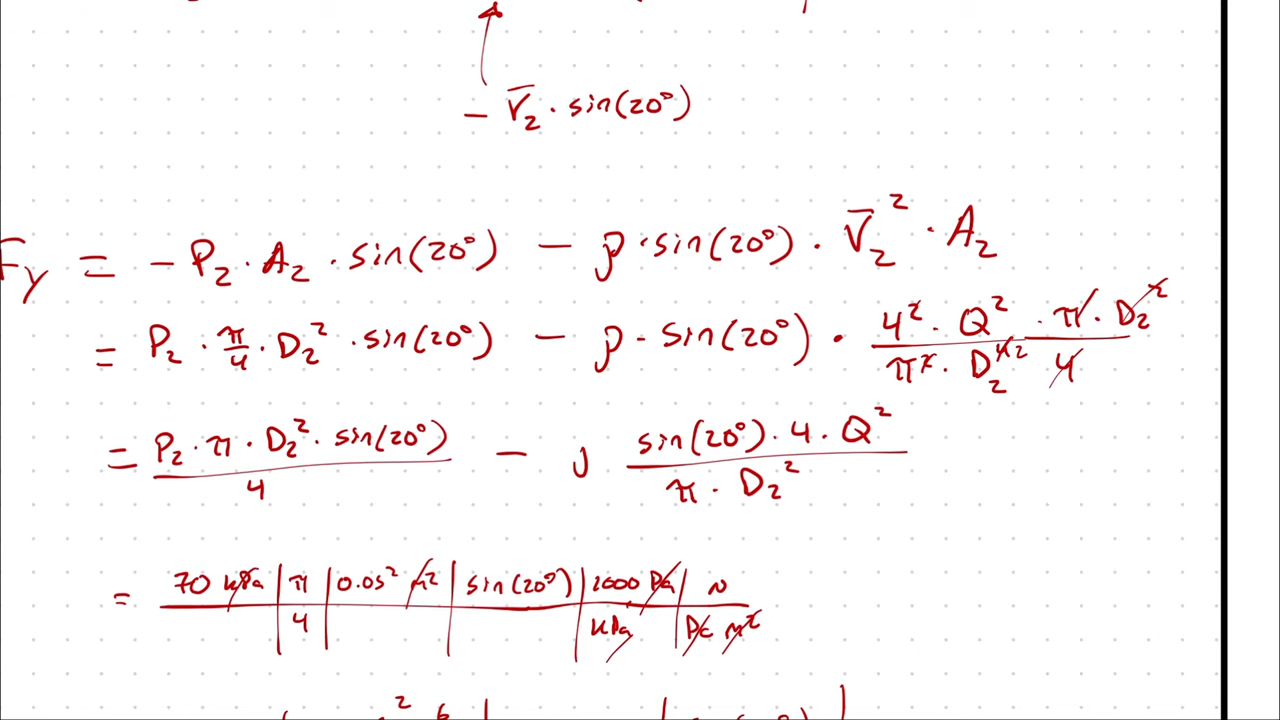 - V̅₂ · sin(20°)
Fy = - P₂ · A₂ · sin(20°) - ρ · sin(20°) · V̅₂² · A₂
= P₂ · π/4 · D₂² · sin(20°) - ρ · sin(20°) · 4² · Q² · π · D₂² / π² · D₂⁴² 4
= P₂ · π · D₂² · sin(20°) / 4 - sin(20°) · 4 · Q² / π · D₂²
= 70 kPa | π | 0.05² m² | sin(20°) | 1000 Pa | N
4 | kPa | Pa m²